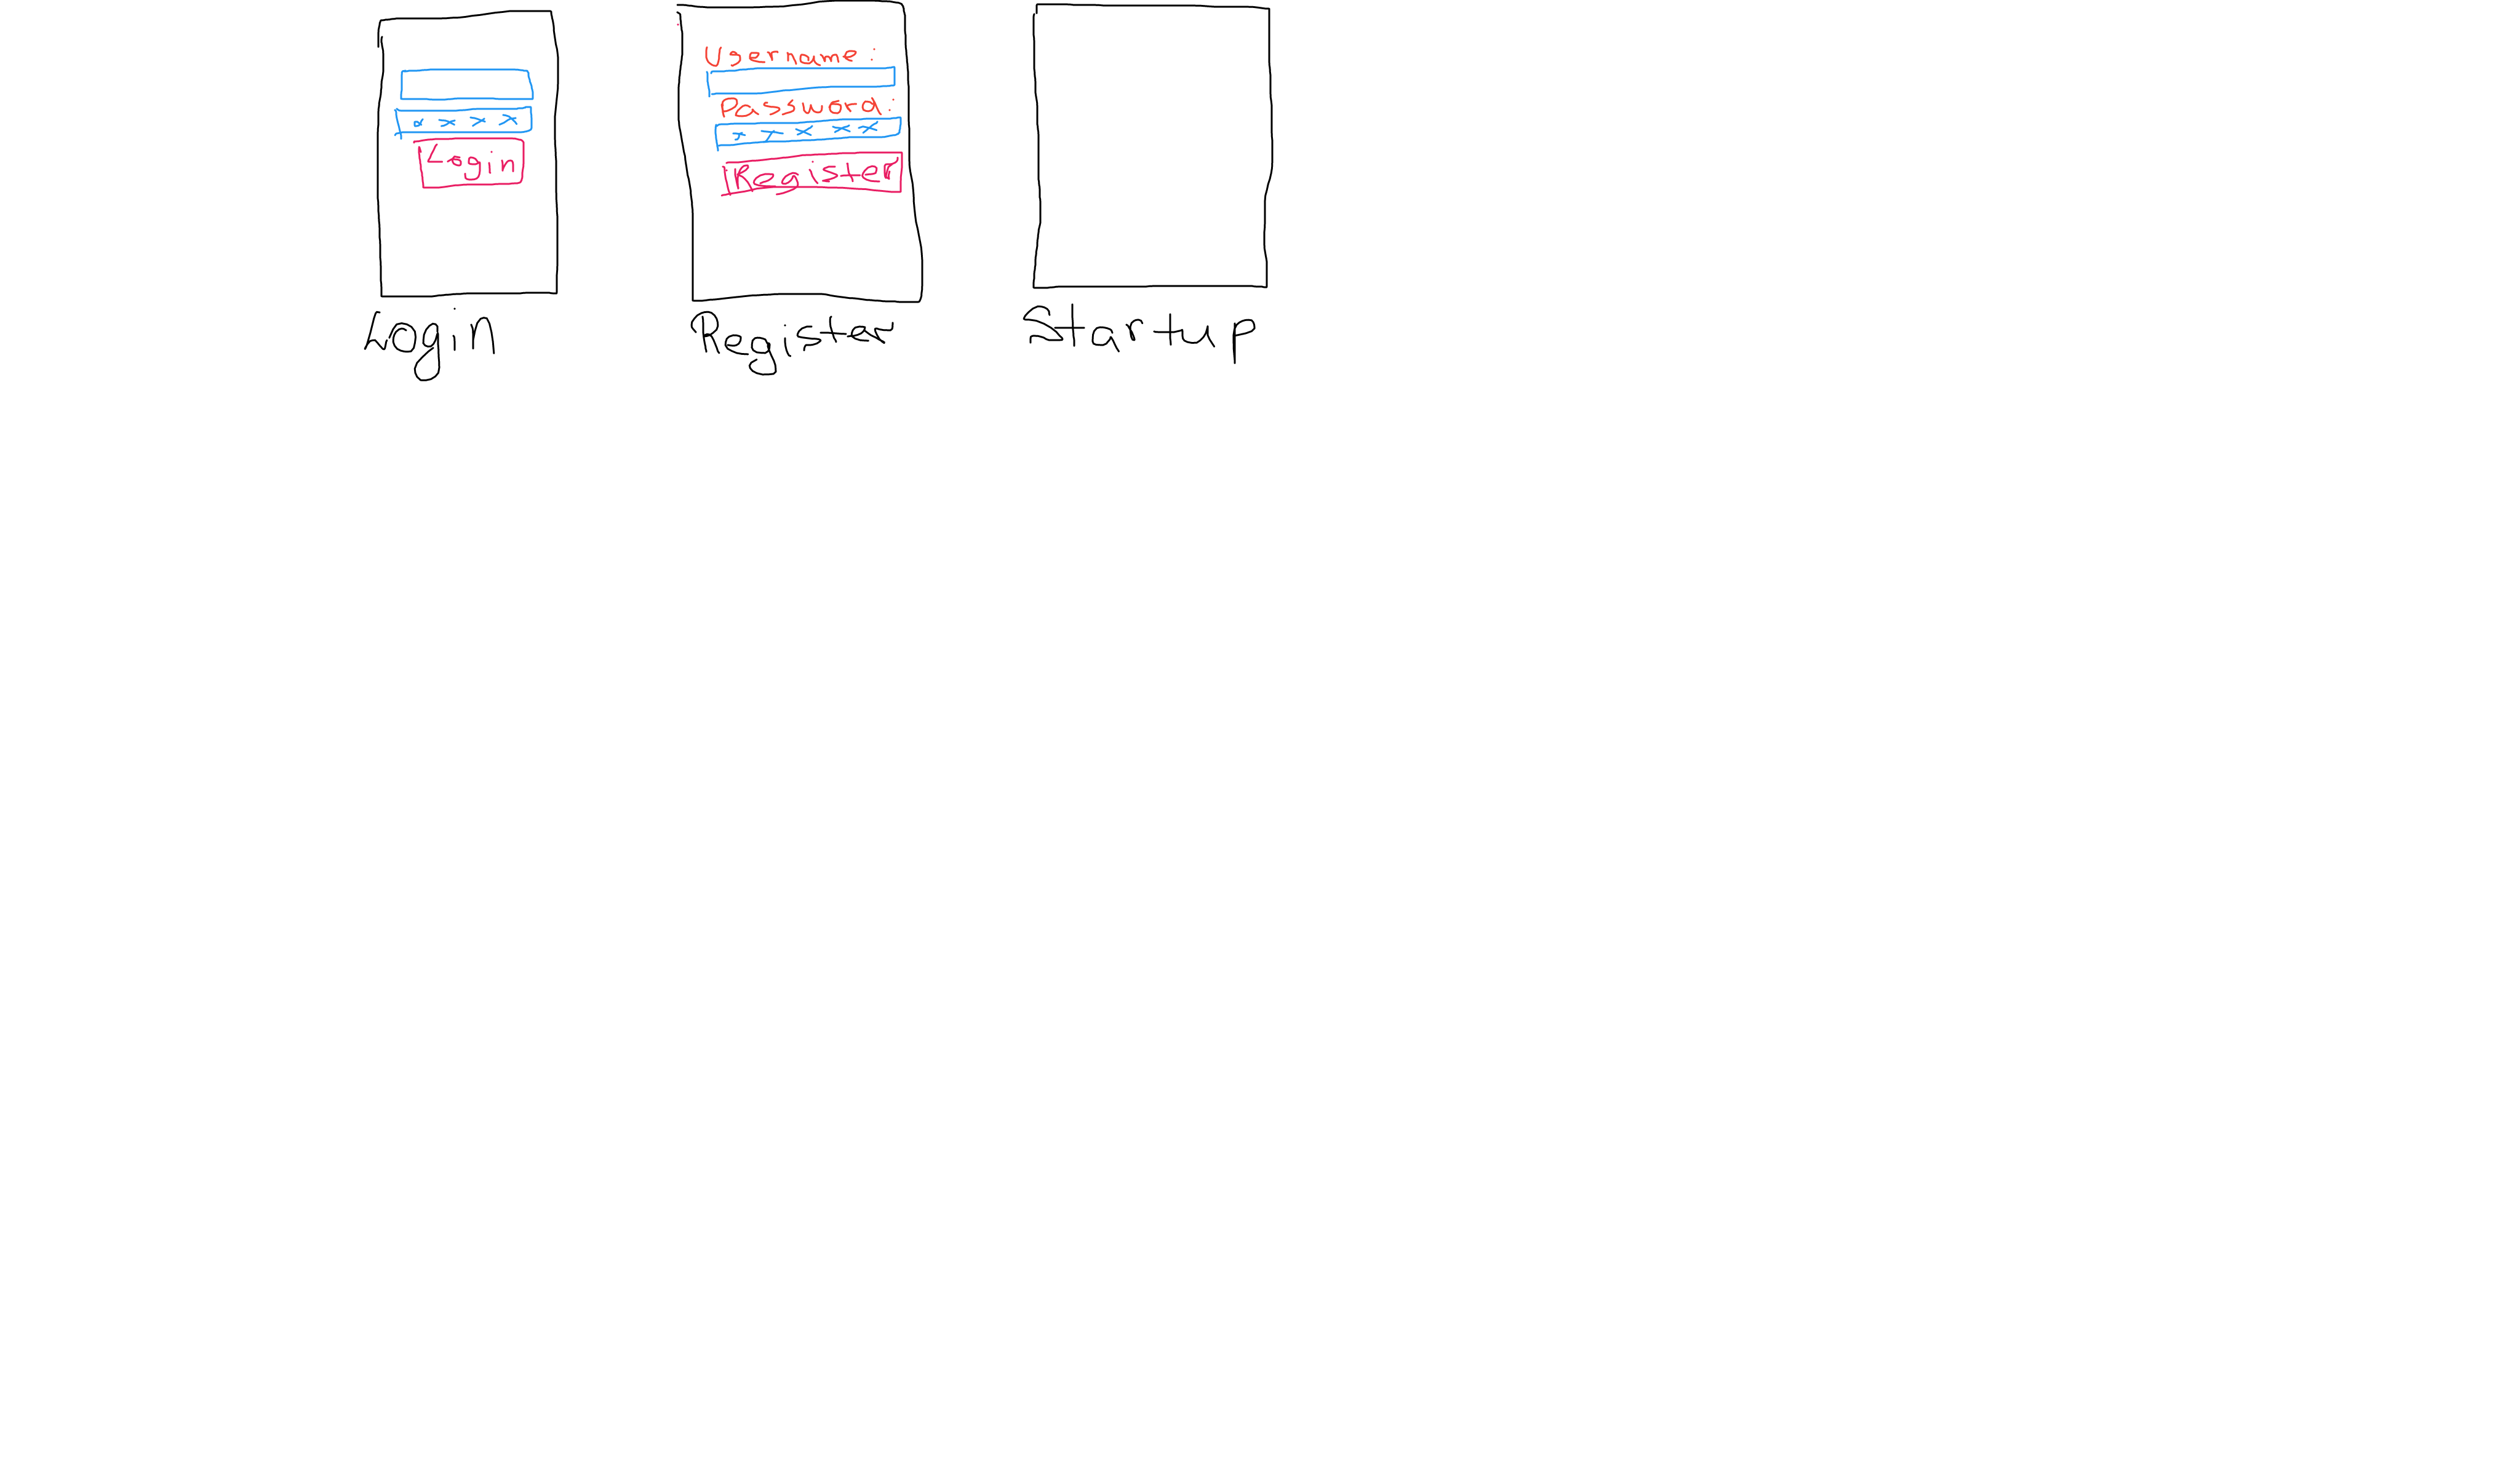 x x x x
Login
Login
Username:
Password:
x x x x x
Register
Register
Startup